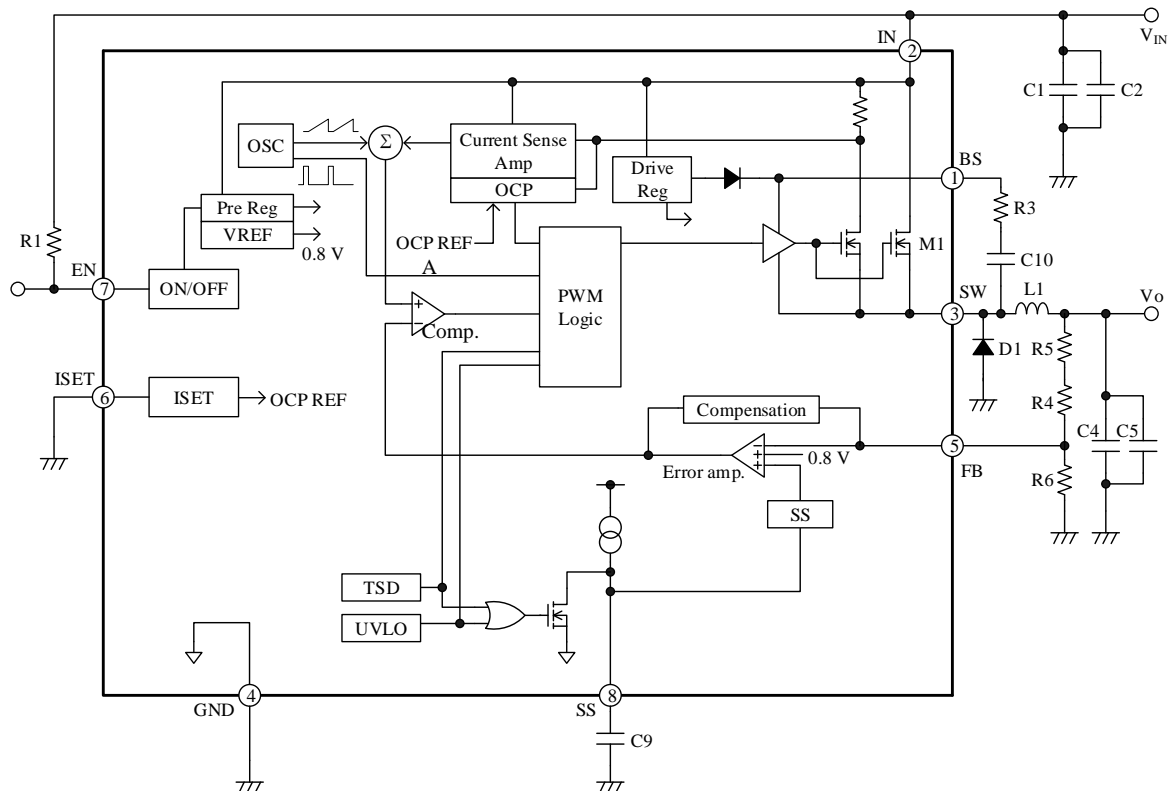 IN
2
VIN
C1
C2
OSC
Σ
Current Sense
Amp
OCP
Drive
Reg
BS
1
R3
Pre Reg
VREF
0.8 V
OCP REF
R1
EN
7
ON/OFF
A
PWM
Logic
M1
C10
SW
3
L1
Vo
+
−
Comp.
D1
R5
ISET
6
ISET
OCP REF
R4
Compensation
C4
C5
−
+
+
0.8 V
Error amp.
5
FB
R6
SS
TSD
UVLO
GND
4
SS
8
C9